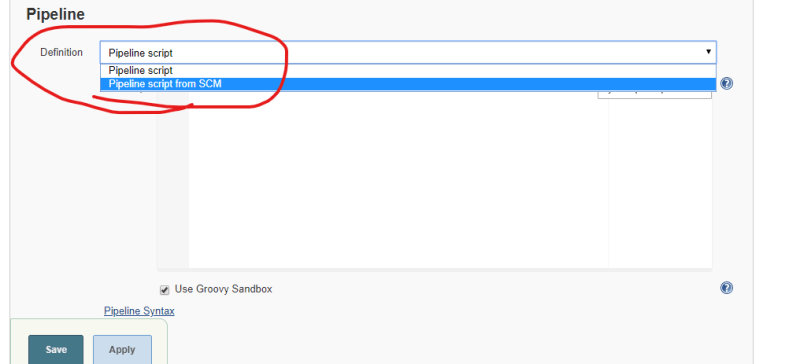 Pipeline
Definition
Pipeline script
Pipeline script
Pipeline script from SCM
Use Groovy Sandbox
Pipeline Syntax
Save
Apply